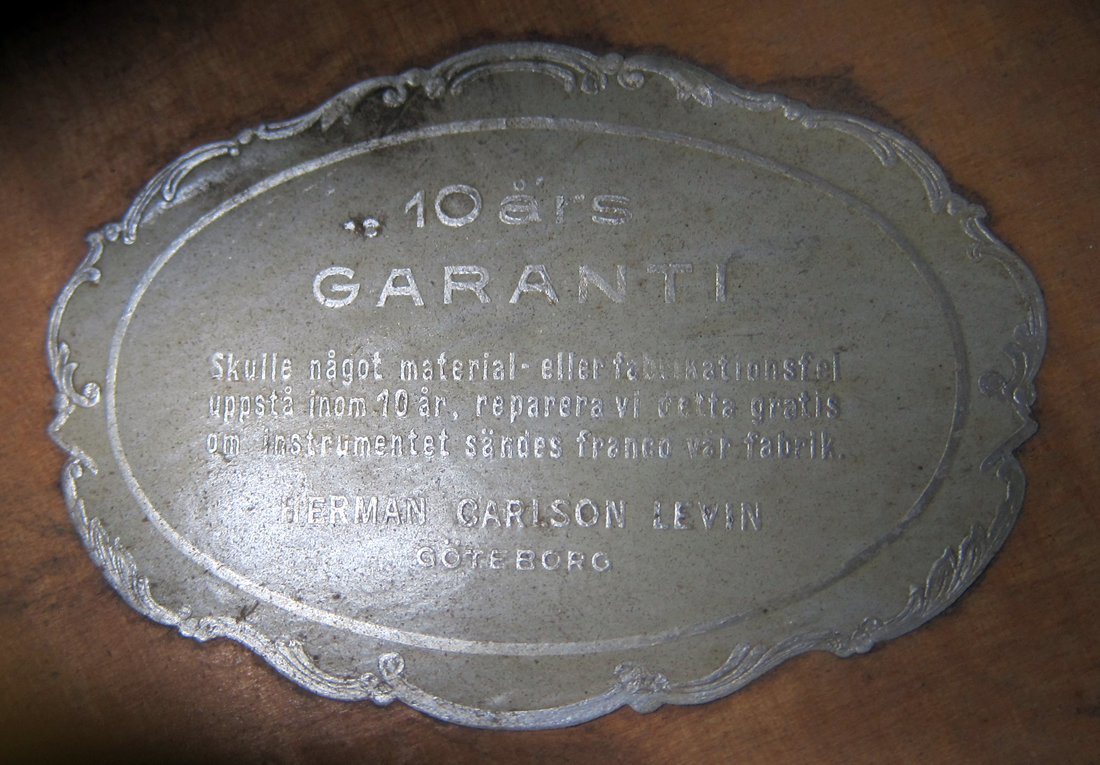 10 års
GARANTI
Skulle något material- eller fabrikationsfel
uppstå inom 10 år, reparera vi detta gratis
om instrumentet sändes franco vår fabrik.
HERMAN CARLSON LEVIN
GÖTEBORG